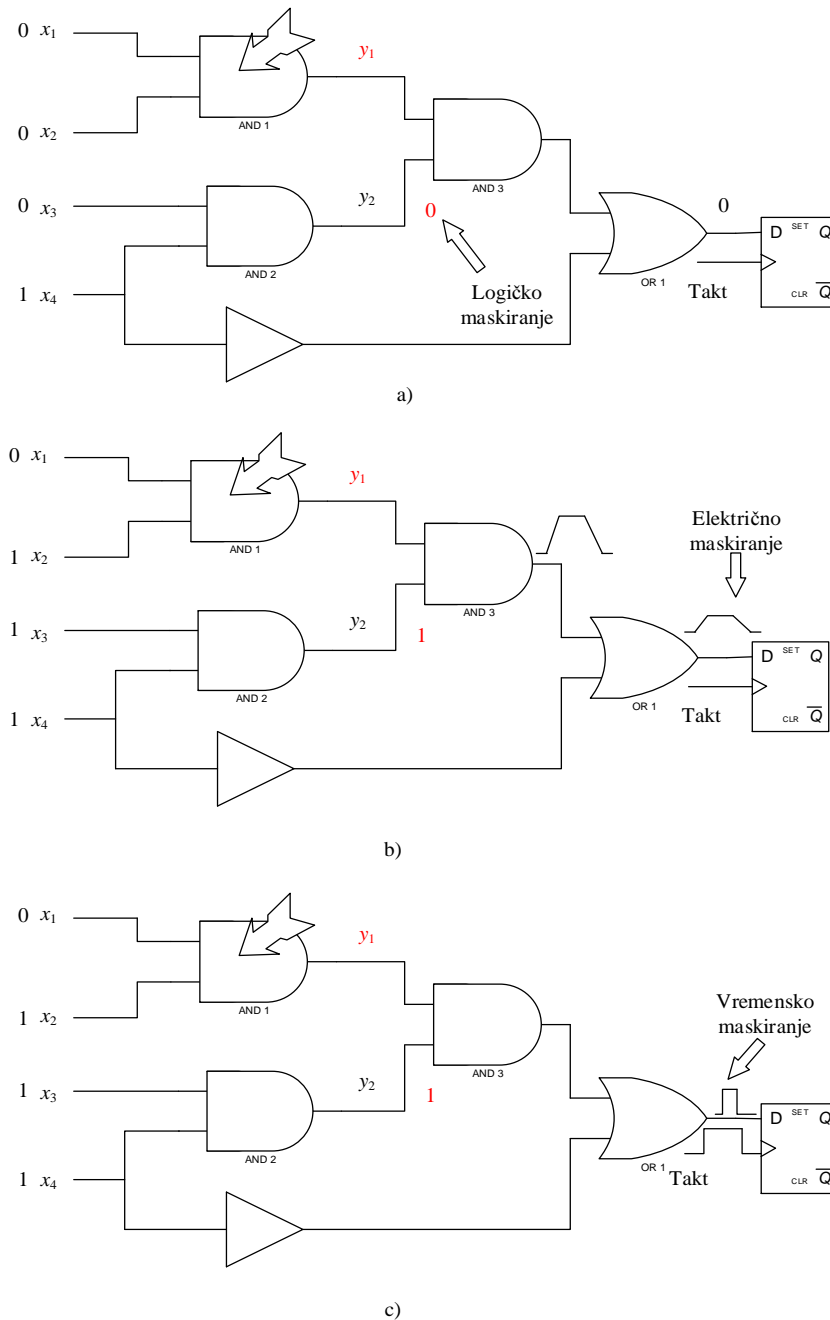 0 x1
y1
0 x2
AND 1
AND 3
0 x3
y2
0
0
D SET Q
AND 2
1 x4
Logičko
maskiranje
OR 1
Takt
CLR Q
a)
0 x1
y1
1 x2
AND 1
Električno
maskiranje
AND 3
1 x3
y2
1
D SET Q
AND 2
1 x4
OR 1
Takt
CLR Q
b)
0 x1
y1
1 x2
AND 1
Vremensko
maskiranje
AND 3
1 x3
y2
1
D SET Q
AND 2
1 x4
OR 1
Takt
CLR Q
c)